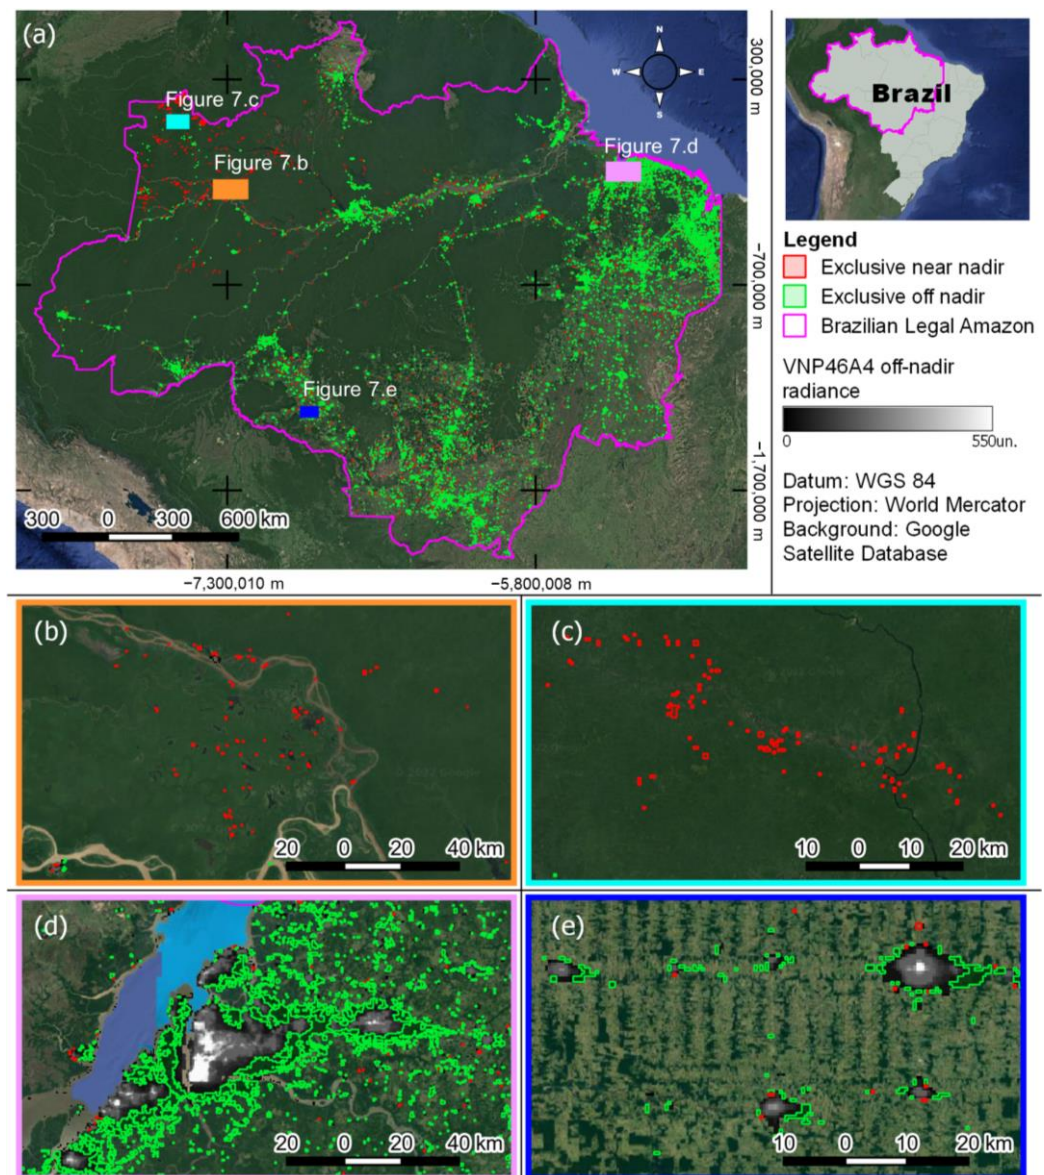 (a)
Figure 7.c
Figure 7.b
Figure 7.d
Figure 7.e
N
W
E
S
300,000 m
−700,000 m
−1,700,000 m
300 0 300 600 km
−7,300,010 m −5,800,008 m
Brazil
Legend
Exclusive near nadir
Exclusive off nadir
Brazilian Legal Amazon
VNP46A4 off-nadir
radiance
0 550un.
Datum: WGS 84
Projection: World Mercator
Background: Google
Satellite Database
(b)
20 0 20 40 km
(c)
10 0 10 20 km
(d)
20 0 20 40 km
(e)
10 0 10 20 km